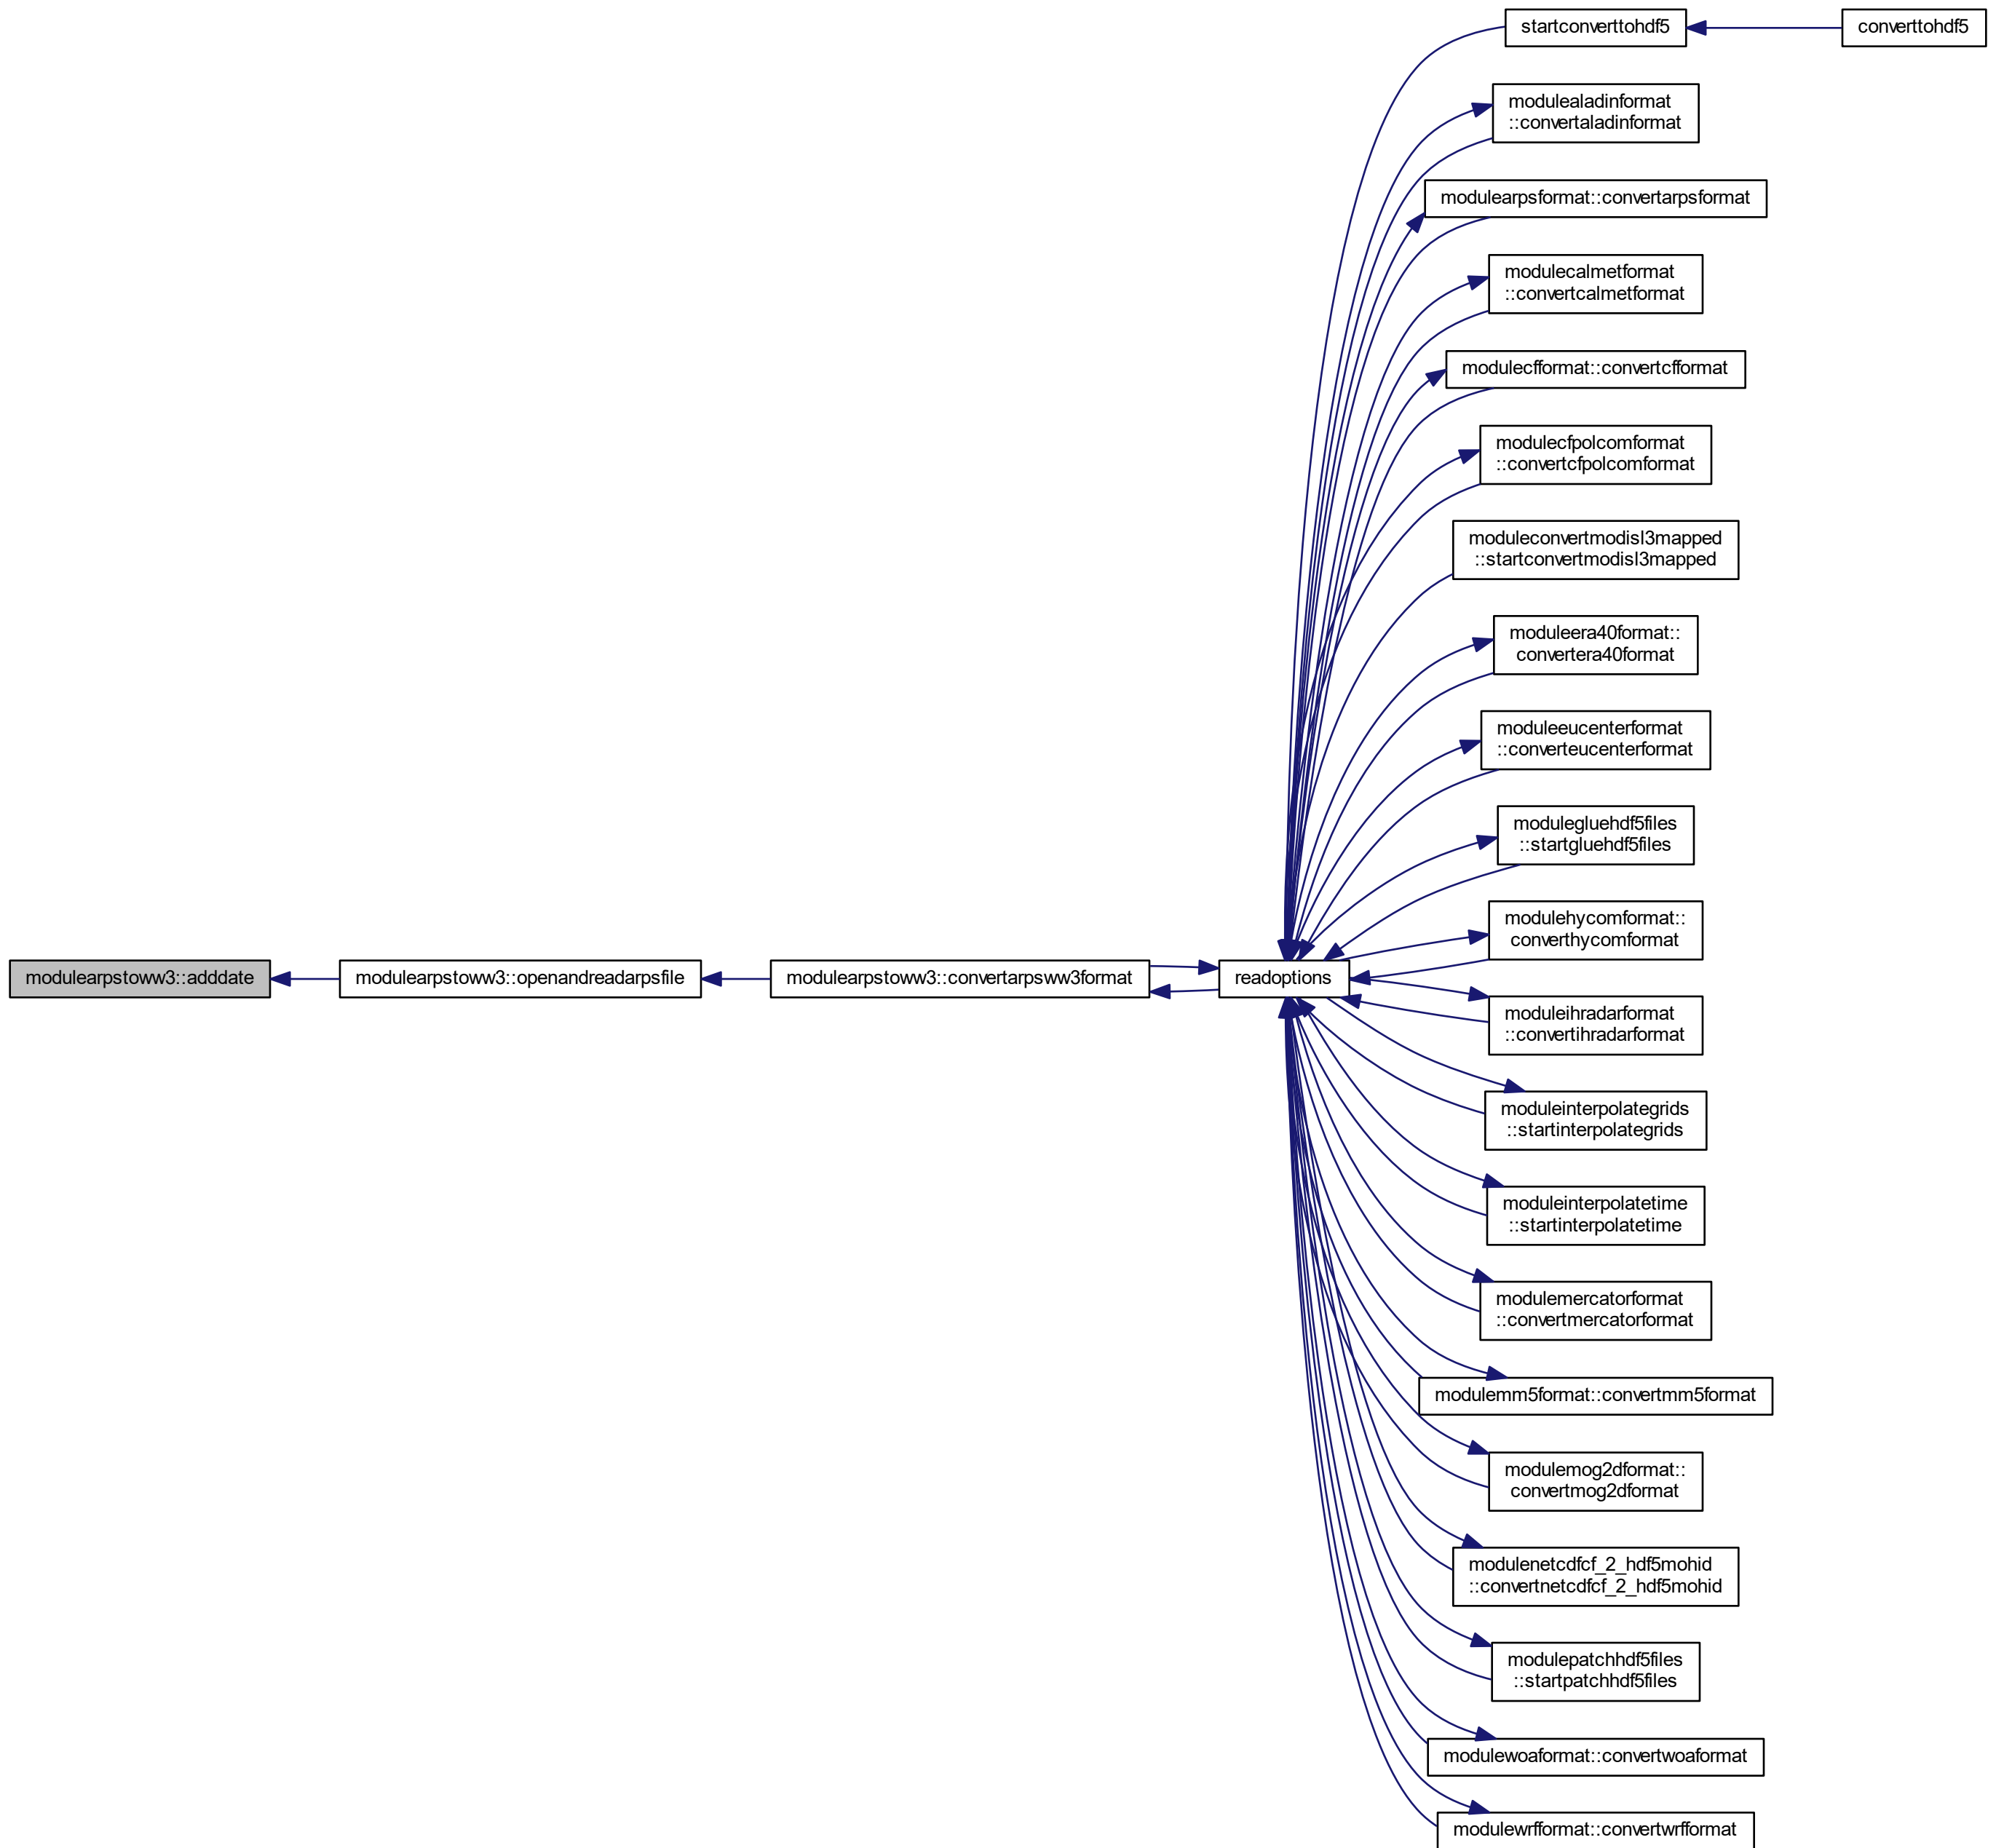 startconverttohdf5
converttohdf5
modulealadinformat
::convertaladinformat
modulearpsformat::convertarpsformat
modulecalmetformat
::convertcalmetformat
modulecfformat::convertcfformat
modulecfpolcomformat
::convertcfpolcomformat
moduleconvertmodisl3mapped
::startconvertmodisl3mapped
moduleera40format::
convertera40format
moduleeucenterformat
::converteucenterformat
modulegluehdf5files
::startgluehdf5files
modulehycomformat::
converthycomformat
modulearpstoww3::adddate
modulearpstoww3::openandreadarpsfile
modulearpstoww3::convertarpsww3format
readoptions
moduleihradarformat
::convertihradarformat
moduleinterpolategrids
::startinterpolategrids
moduleinterpolatetime
::startinterpolatetime
modulemercatorformat
::convertmercatorformat
modulemm5format::convertmm5format
modulemog2dformat::
convertmog2dformat
modulenetcdfcf_2_hdf5mohid
::convertnetcdfcf_2_hdf5mohid
modulepatchhdf5files
::startpatchhdf5files
modulewoaformat::convertwoaformat
modulewrfformat::convertwrfformat